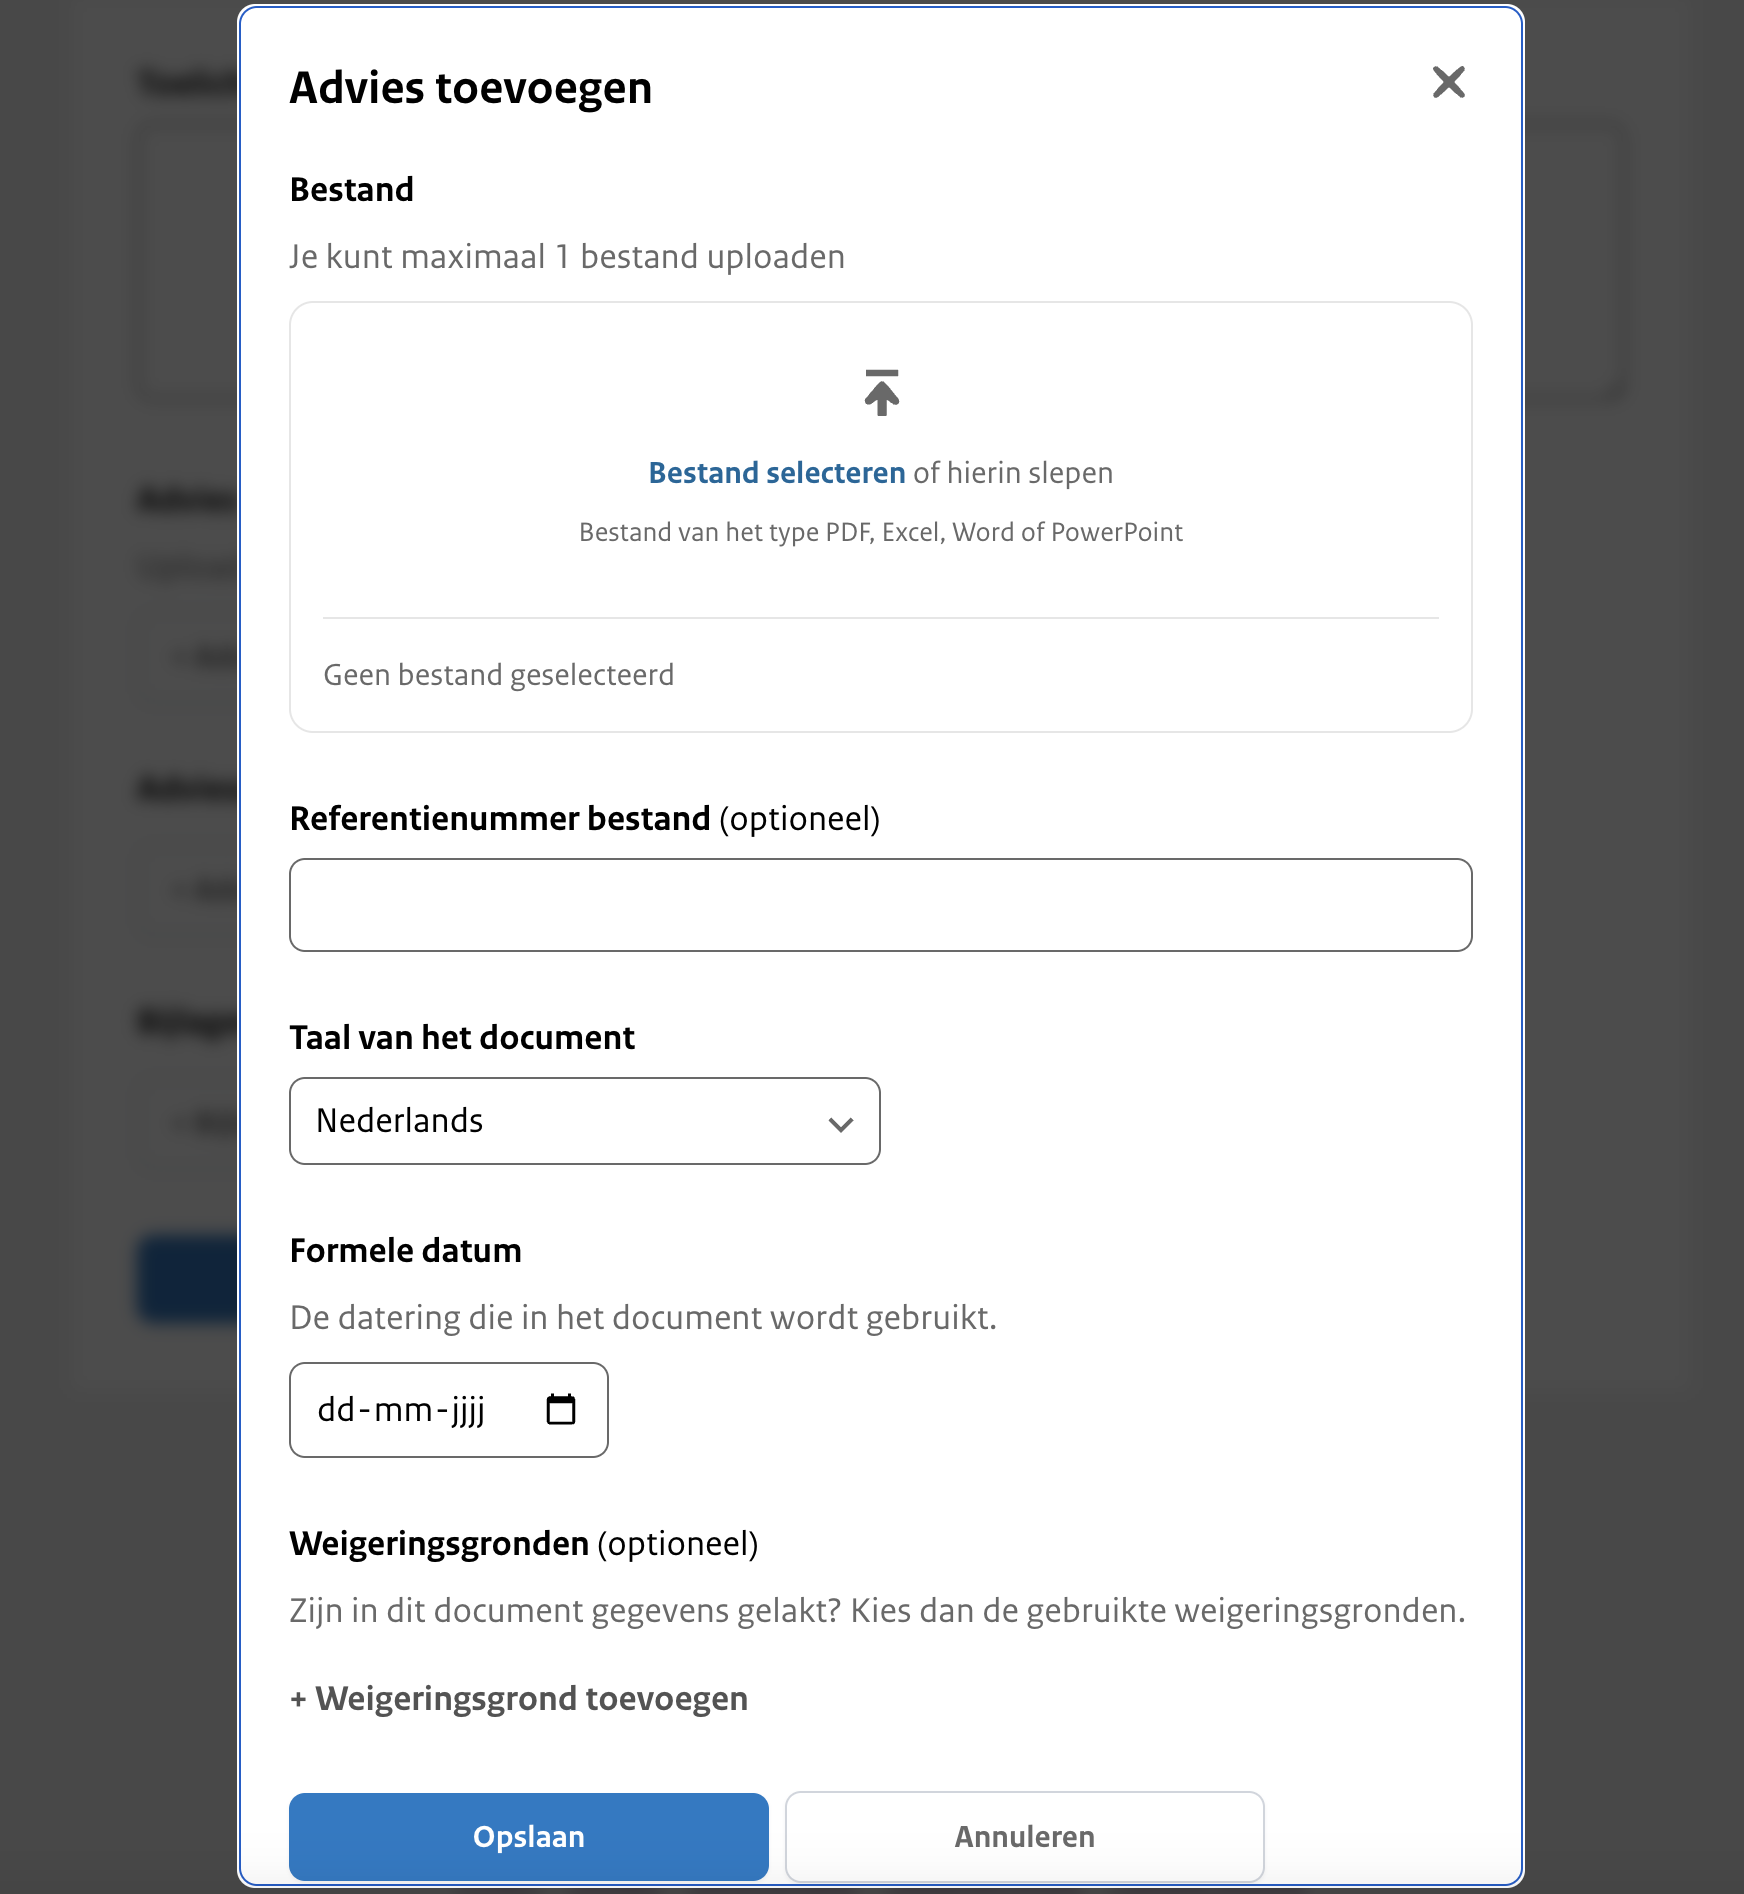 Advies toevoegen
Bestand
Je kunt maximaal 1 bestand uploaden
Bestand selecteren of hierin slepen
Bestand van het type PDF, Excel, Word of PowerPoint
Geen bestand geselecteerd
Referentienummer bestand (optioneel)
Taal van het document
Nederlands
Formele datum
De datering die in het document wordt gebruikt.
dd-mm-jjjj
Weigeringsgronden (optioneel)
Zijn in dit document gegevens gelakt? Kies dan de gebruikte weigeringsgronden.
+ Weigeringsgrond toevoegen
Opslaan
Annuleren